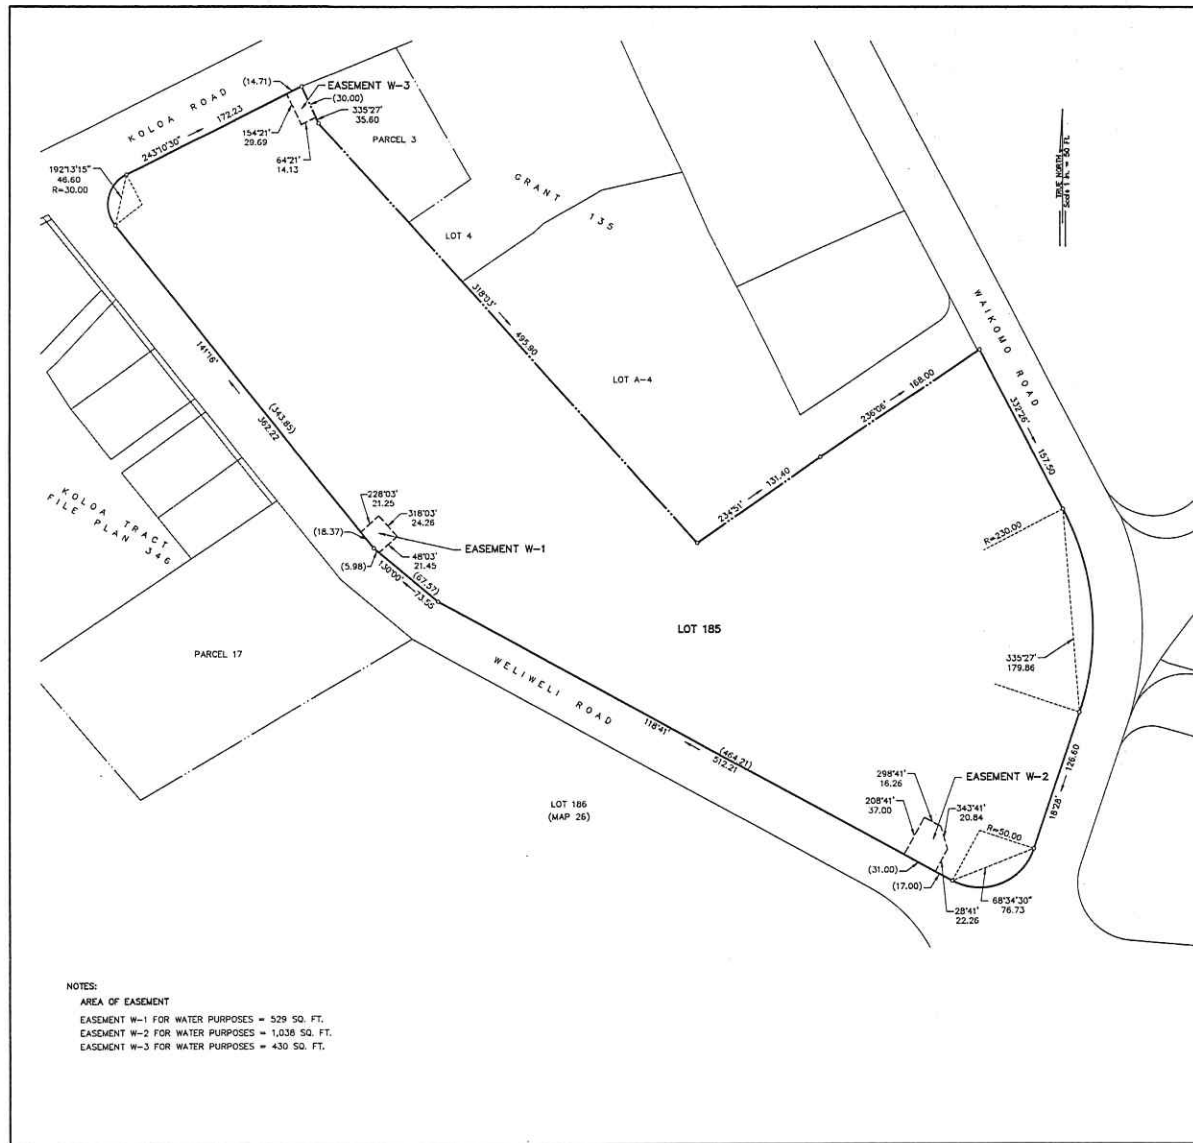 KOLOA ROAD
243°10'30" 172.23
(14.71)
EASEMENT W-3
(30.00)
335°27'
35.60
154°21'
29.69
64°21'
14.13
PARCEL 3
192°13'15"
46.60
R=30.00
GRANT 135
LOT 4
TRUE NORTH
Scale 1 in. = 50 Ft.
318°03' 495.90
WAIKOMO ROAD
LOT A-4
236°06' 168.00
332°26' 157.50
141°16'
(343.85)
362.22
234°51' 131.40
KOLOA TRACT
FILE PLAN 346
228°03'
21.25
318°03'
24.26
(18.37)
EASEMENT W-1
48°03'
21.45
(5.98)
130°00'
(67.57)
73.55
R=230.00
LOT 185
335°27'
179.86
PARCEL 17
WELIWELI ROAD
118°41'
(464.21)
512.21
18°28' 126.60
298°41'
16.26
EASEMENT W-2
208°41'
37.00
343°41'
20.84
R=50.00
LOT 186
(MAP 26)
(31.00)
(17.00)
28°41'
22.26
68°34'30"
76.73
NOTES:
AREA OF EASEMENT
EASEMENT W-1 FOR WATER PURPOSES = 529 SQ. FT.
EASEMENT W-2 FOR WATER PURPOSES = 1,038 SQ. FT.
EASEMENT W-3 FOR WATER PURPOSES = 430 SQ. FT.